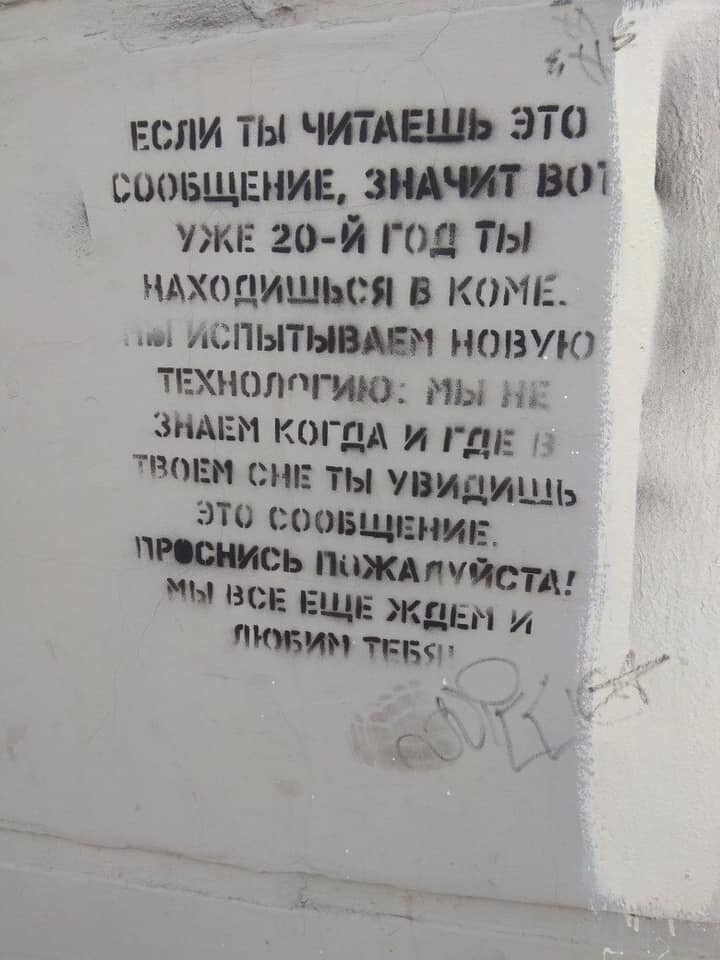 ЕСЛИ ТЫ ЧИТАЕШЬ ЭТО
СООБЩЕНИЕ, ЗНАЧИТ ВОТ
УЖЕ 20-Й ГОД ТЫ
НАХОДИШЬСЯ В КОМЕ.
МЫ ИСПЫТЫВАЕМ НОВУЮ
ТЕХНОЛОГИЮ: МЫ НЕ
ЗНАЕМ КОГДА И ГДЕ В
ТВОЕМ СНЕ ТЫ УВИДИШЬ
ЭТО СООБЩЕНИЕ.
ПРОСНИСЬ ПОЖАЛУЙСТА!
МЫ ВСЕ ЕЩЕ ЖДЕМ И
ЛЮБИМ ТЕБЯ!!